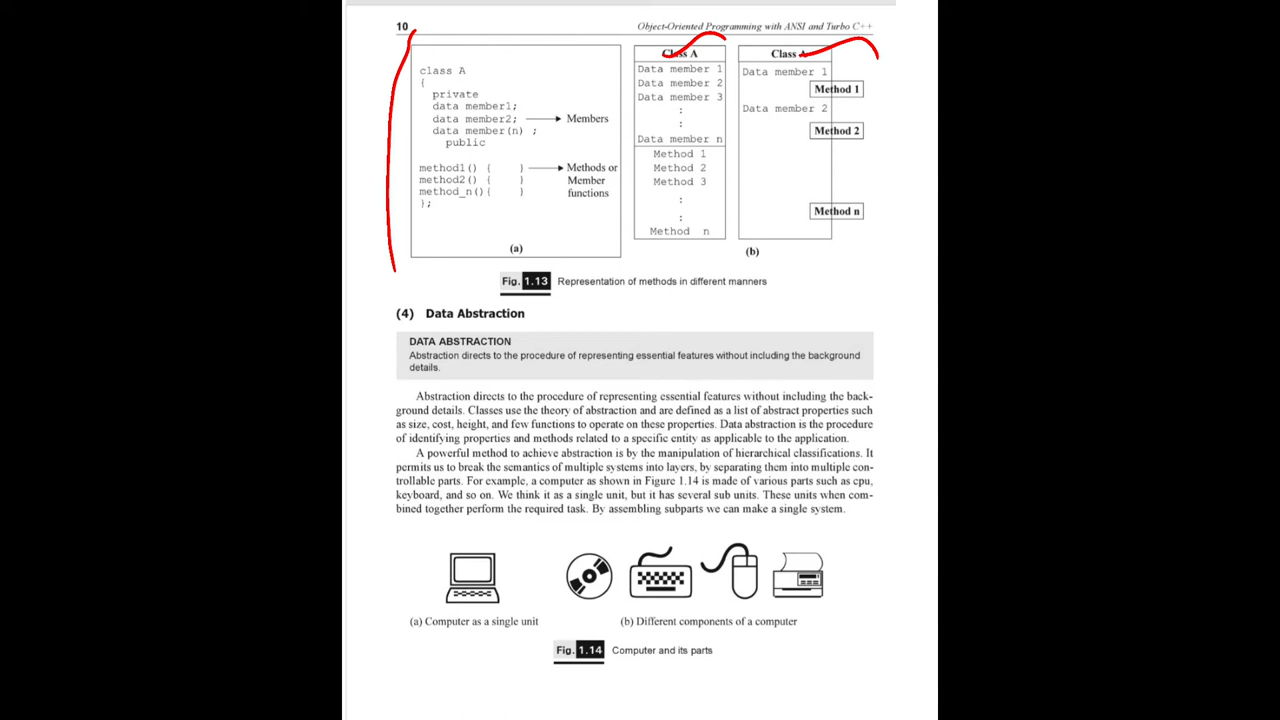 10
Object-Oriented Programming with ANSI and Turbo C++
class A
{
private
data member1;
data member2;
data member(n) ;
public
method1() { }
method2() { }
method_n(){ }
};
Members
Methods or
Member
functions
(a)
Class A
Data member 1
Data member 2
Data member 3
:
:
Data member n
Method 1
Method 2
Method 3
:
:
Method n
Class A
Data member 1
Method 1
Data member 2
Method 2
Method n
(b)
Fig. 1.13 Representation of methods in different manners
(4) Data Abstraction
DATA ABSTRACTION
Abstraction directs to the procedure of representing essential features without including the background
details.
Abstraction directs to the procedure of representing essential features without including the back-
ground details. Classes use the theory of abstraction and are defined as a list of abstract properties such
as size, cost, height, and few functions to operate on these properties. Data abstraction is the procedure
of identifying properties and methods related to a specific entity as applicable to the application.
A powerful method to achieve abstraction is by the manipulation of hierarchical classifications. It
permits us to break the semantics of multiple systems into layers, by separating them into multiple con-
trollable parts. For example, a computer as shown in Figure 1.14 is made of various parts such as cpu,
keyboard, and so on. We think it as a single unit, but it has several sub units. These units when com-
bined together perform the required task. By assembling subparts we can make a single system.
(a) Computer as a single unit
(b) Different components of a computer
Fig. 1.14 Computer and its parts